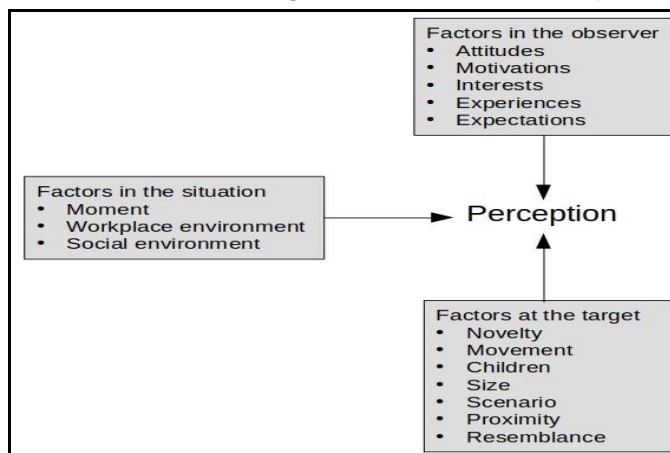 Factors in the observer
• Attitudes
• Motivations
• Interests
• Experiences
• Expectations
Factors in the situation
• Moment
• Workplace environment
• Social environment
Perception
Factors at the target
• Novelty
• Movement
• Children
• Size
• Scenario
• Proximity
• Resemblance